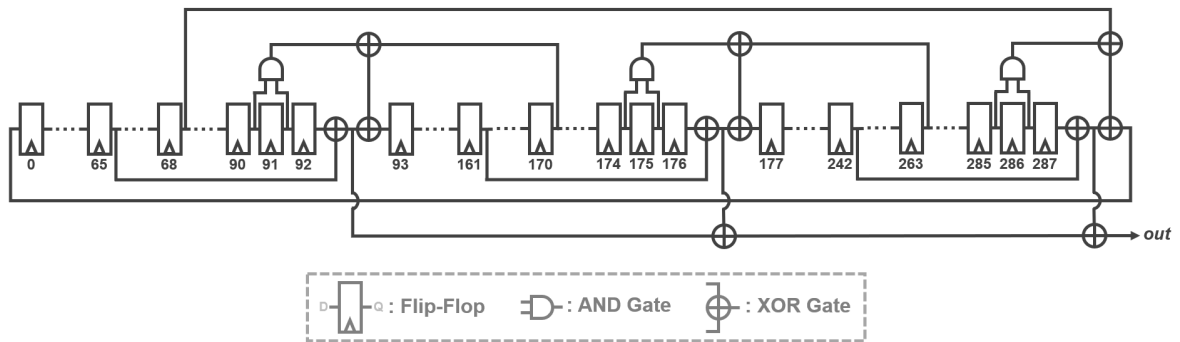 out
0 65 68 90 91 92 93 161 170 174 175 176 177 242 263 285 286 287
D Q : Flip-Flop : AND Gate : XOR Gate